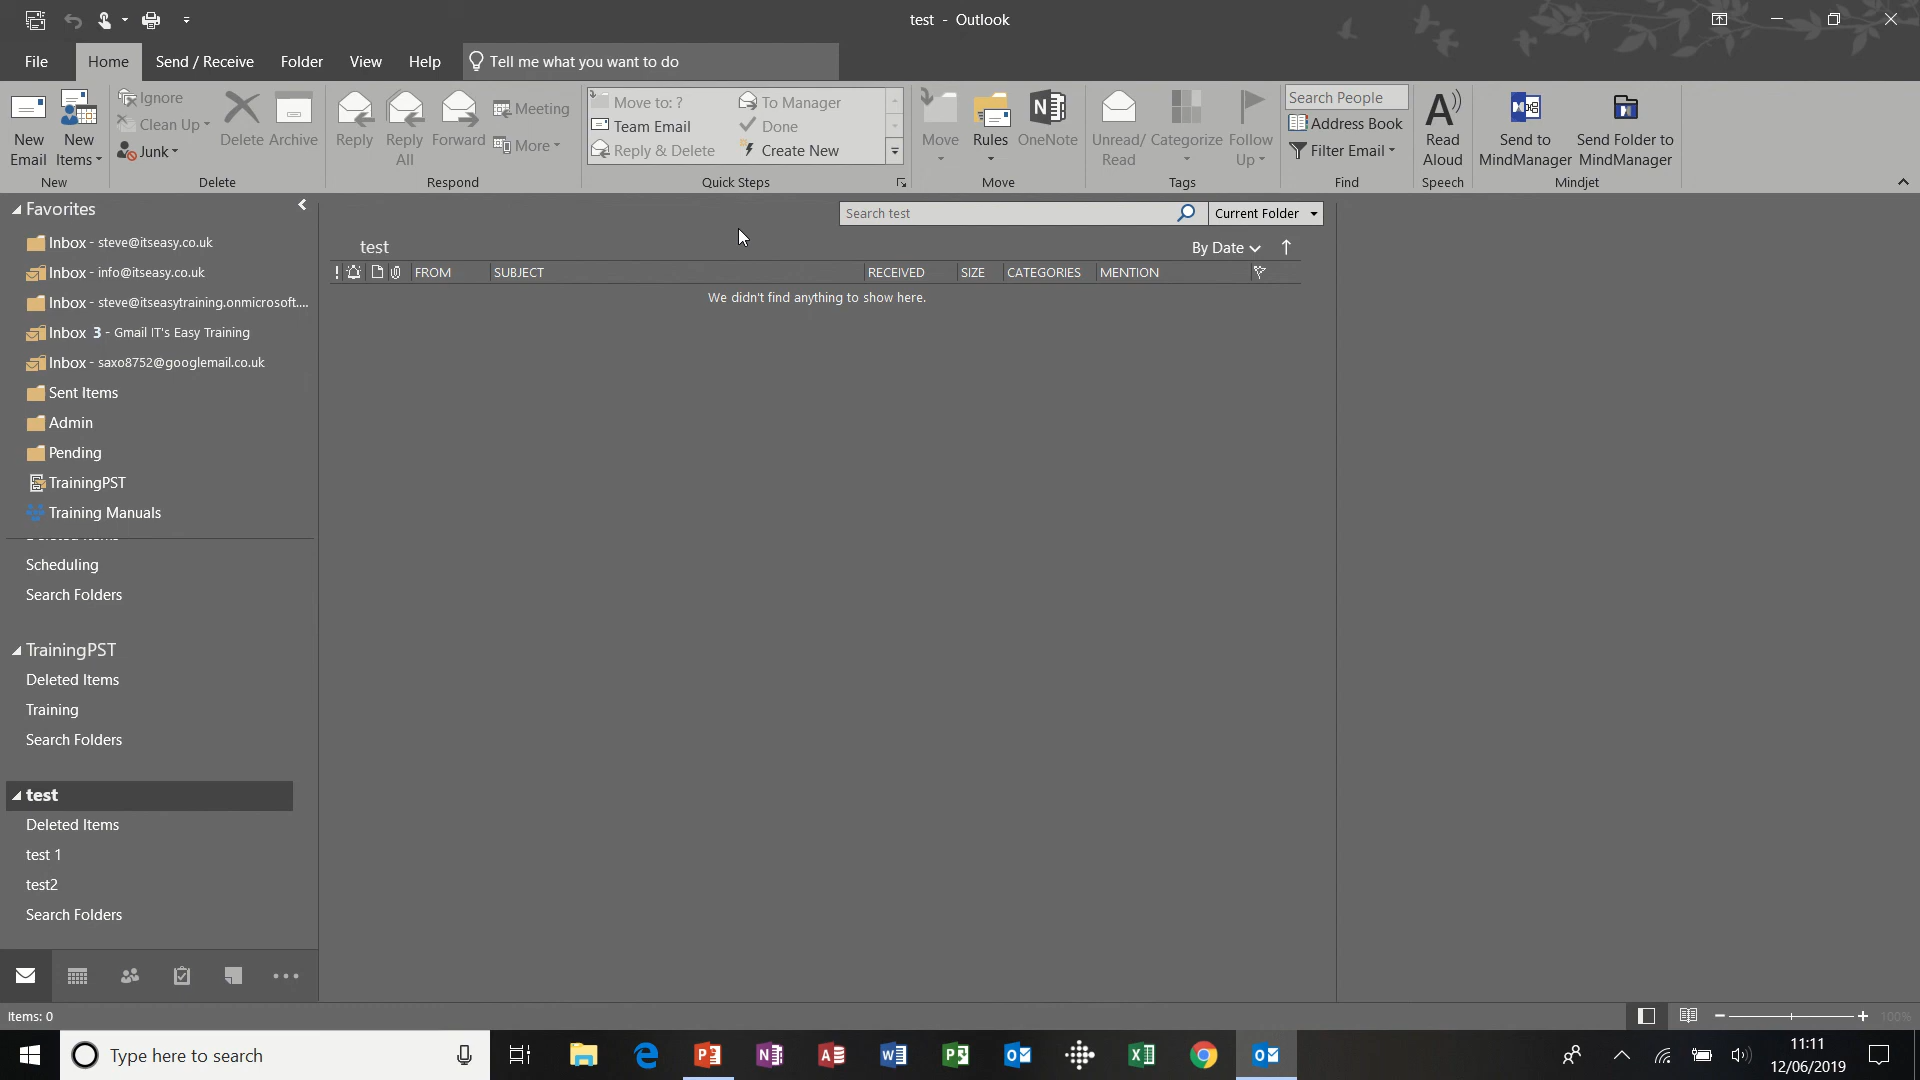 test - Outlook
File Home Send / Receive Folder View Help Tell me what you want to do
New Email
New Items
New
Ignore
Clean Up
Junk
Delete
Archive
Delete
Reply
Reply All
Forward
Meeting
More
Respond
Move to: ?
Team Email
Reply & Delete
To Manager
Done
Create New
Quick Steps
Move
Rules
OneNote
Move
Unread/ Read
Categorize
Follow Up
Tags
Search People
Address Book
Filter Email
Find
Read Aloud
Speech
Send to MindManager
Send Folder to MindManager
Mindjet
Favorites
Inbox - steve@itseasy.co.uk
Inbox - info@itseasy.co.uk
Inbox - steve@itseasytraining.onmicrosoft....
Inbox 3 - Gmail IT's Easy Training
Inbox - saxo8752@googlemail.co.uk
Sent Items
Admin
Pending
TrainingPST
Training Manuals
Scheduling
Search Folders
TrainingPST
Deleted Items
Training
Search Folders
test
Deleted Items
test 1
test2
Search Folders
Search test
Current Folder
test
By Date
! FROM SUBJECT RECEIVED SIZE CATEGORIES MENTION
We didn't find anything to show here.
Items: 0
100%
Type here to search
11:11
12/06/2019